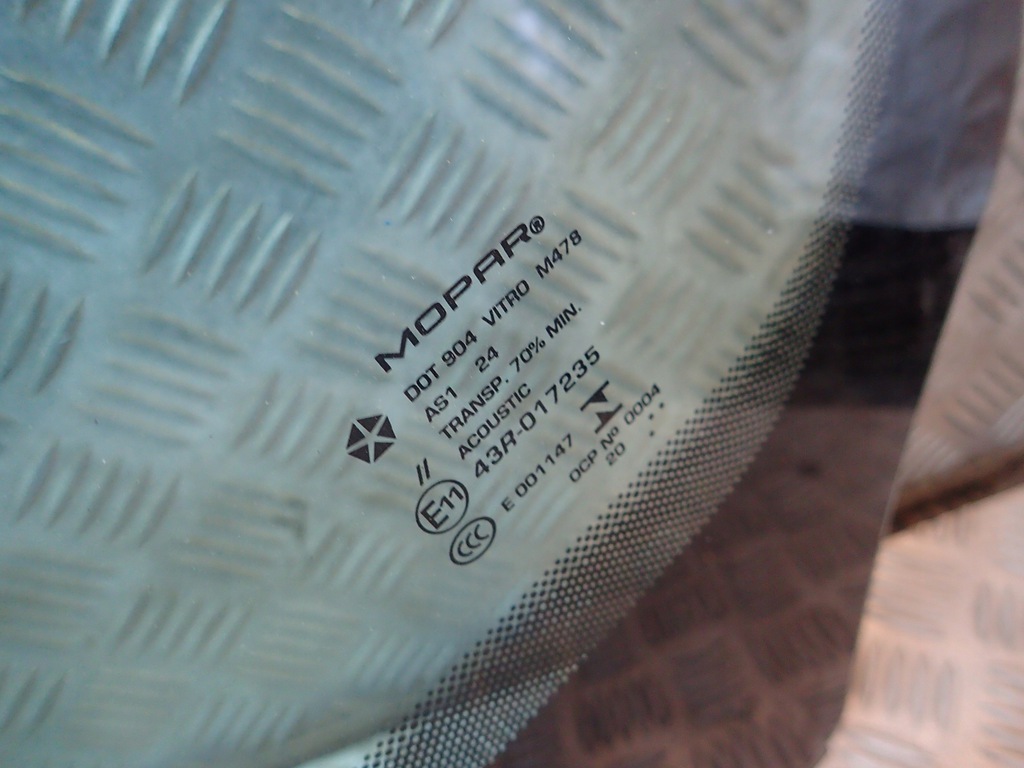 MOPAR®
DOT 904 VITRO M478
AS1 24
TRANSP. 70% MIN.
ACOUSTIC
// 43R-017235
E11
CCC E 001147
OCP Nº 0004
20